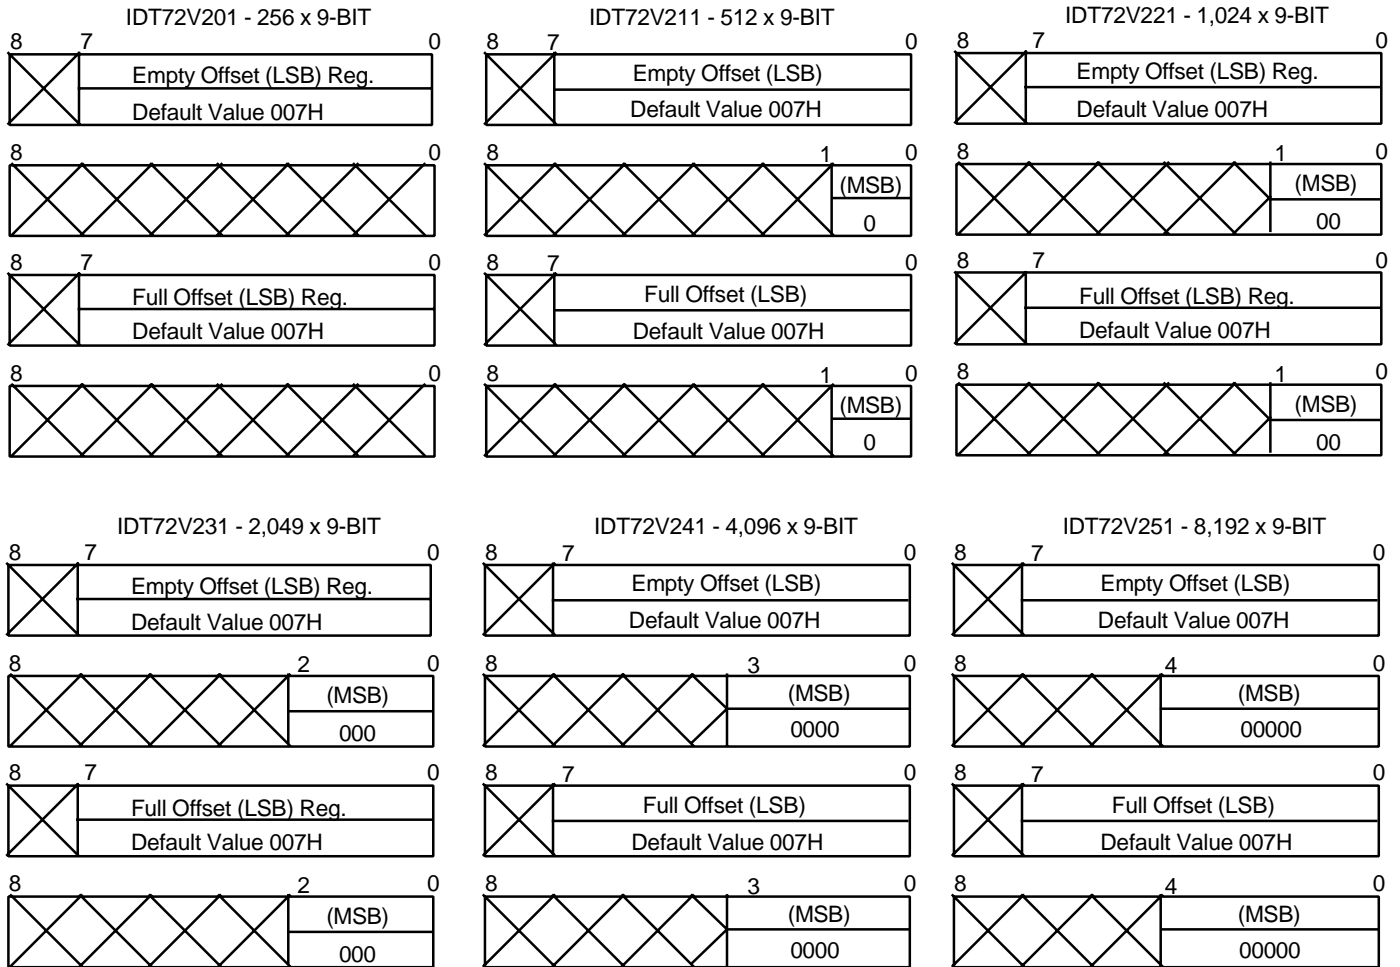 IDT72V201 - 256 x 9-BIT
8 7 0
Empty Offset (LSB) Reg.
Default Value 007H
8 0
8 7 0
Full Offset (LSB) Reg.
Default Value 007H
8 0
IDT72V211 - 512 x 9-BIT
8 7 0
Empty Offset (LSB)
Default Value 007H
8 1 0
(MSB)
0
8 7 0
Full Offset (LSB)
Default Value 007H
8 1 0
(MSB)
0
IDT72V221 - 1,024 x 9-BIT
8 7 0
Empty Offset (LSB) Reg.
Default Value 007H
8 1 0
(MSB)
00
8 7 0
Full Offset (LSB) Reg.
Default Value 007H
8 1 0
(MSB)
00
IDT72V231 - 2,049 x 9-BIT
8 7 0
Empty Offset (LSB) Reg.
Default Value 007H
8 2 0
(MSB)
000
8 7 0
Full Offset (LSB) Reg.
Default Value 007H
8 2 0
(MSB)
000
IDT72V241 - 4,096 x 9-BIT
8 7 0
Empty Offset (LSB)
Default Value 007H
8 3 0
(MSB)
0000
8 7 0
Full Offset (LSB)
Default Value 007H
8 3 0
(MSB)
0000
IDT72V251 - 8,192 x 9-BIT
8 7 0
Empty Offset (LSB)
Default Value 007H
8 4 0
(MSB)
00000
8 7 0
Full Offset (LSB)
Default Value 007H
8 4 0
(MSB)
00000